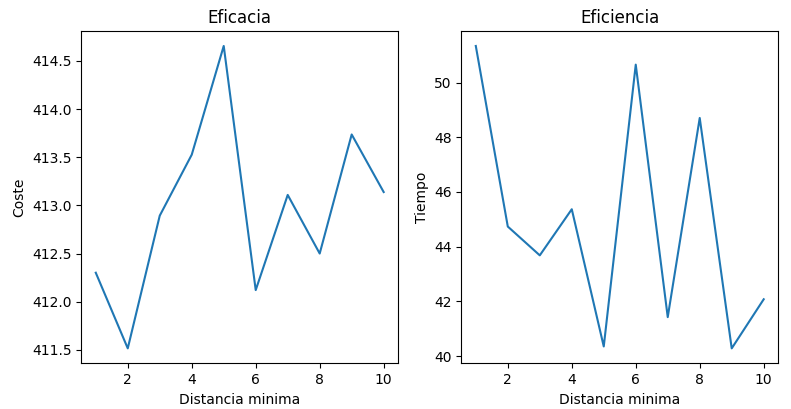 Eficacia
414.5
414.0
413.5
413.0
412.5
412.0
411.5
Coste
2 4 6 8 10
Distancia minima
Eficiencia
50
48
46
44
42
40
Tiempo
2 4 6 8 10
Distancia minima